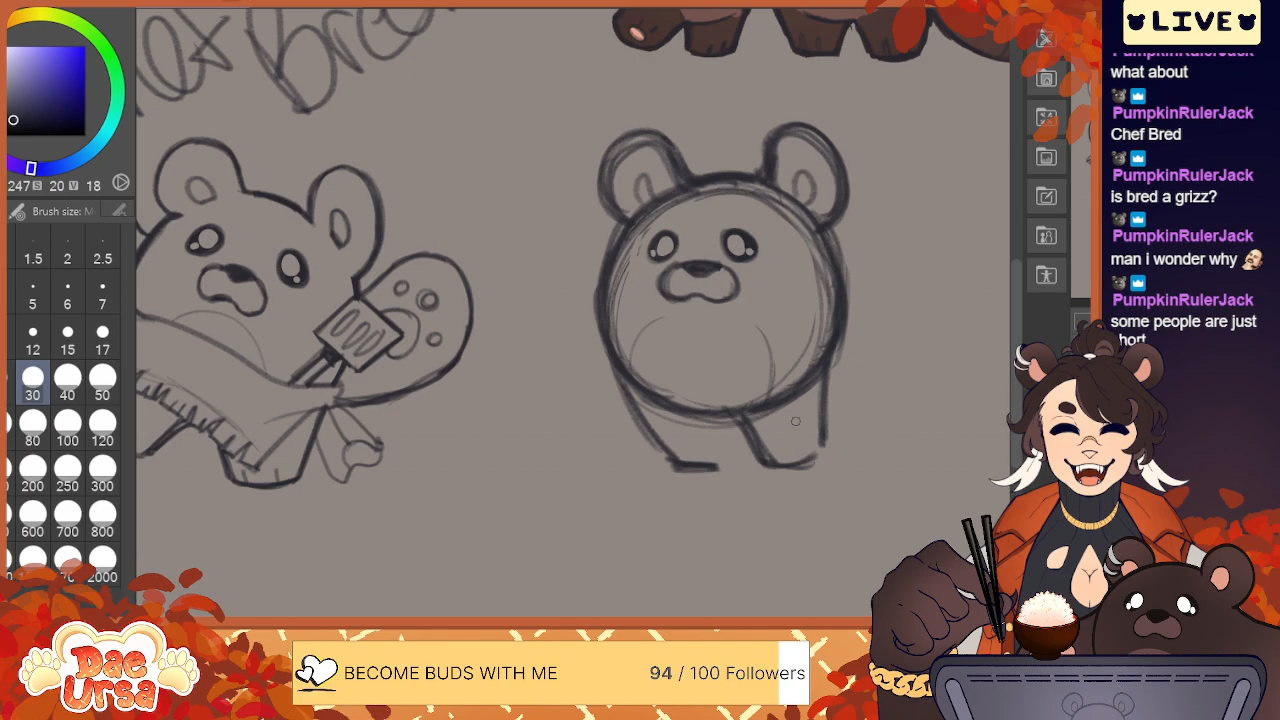 LIVE
PumpkinRulerJack
what about
PumpkinRulerJack
Chef Bred
PumpkinRulerJack
is bred a grizz?
PumpkinRulerJack
man i wonder why
PumpkinRulerJack
some people are just
short
247 S 20 V 18
Brush size: M
1.5 2 2.5
5 6 7
12 15 17
30 40 50
80 100 120
200 250 300
600 700 800
2000
Dae
Ursa
BECOME BUDS WITH ME 94 / 100 Followers